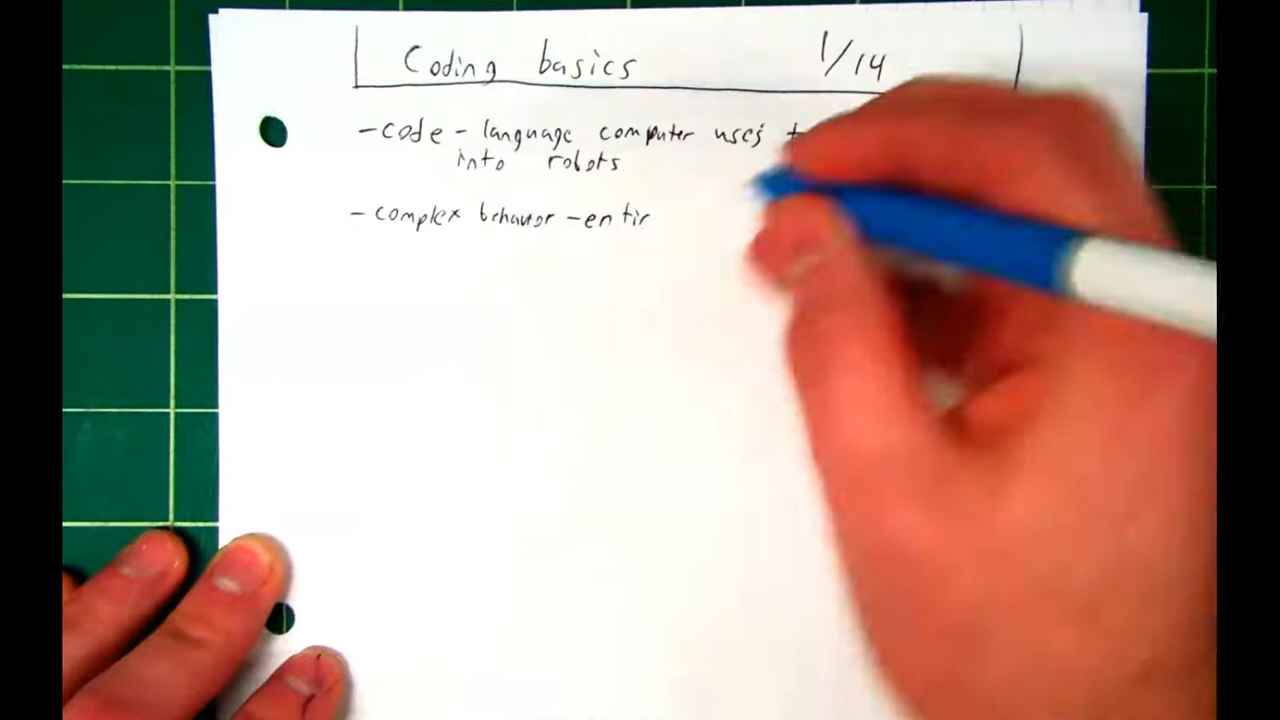 Coding basics 1/14
-code - language computer uses t
into robots
-complex behavior -entir